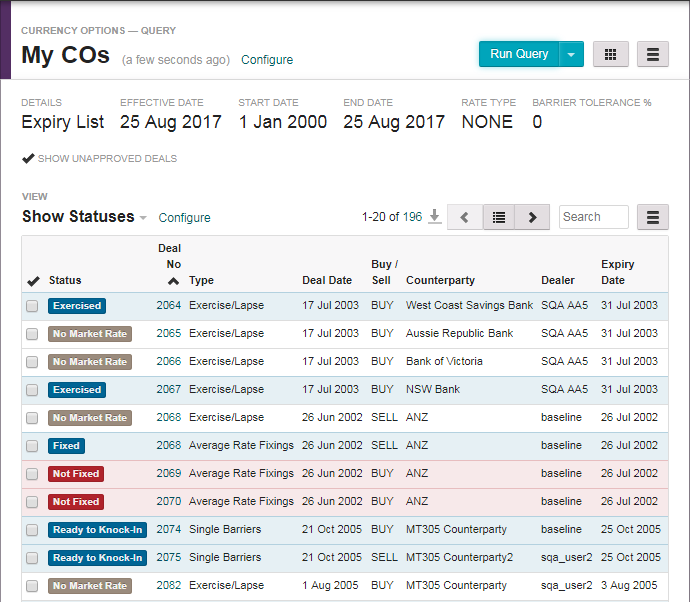 CURRENCY OPTIONS — QUERY
My COs (a few seconds ago) Configure Run Query
DETAILS EFFECTIVE DATE START DATE END DATE RATE TYPE BARRIER TOLERANCE %
Expiry List 25 Aug 2017 1 Jan 2000 25 Aug 2017 NONE 0
SHOW UNAPPROVED DEALS
VIEW
Show Statuses Configure 1-20 of 196 Search
Deal
No Buy / Expiry
Status Type Deal Date Sell Counterparty Dealer Date
Exercised 2064 Exercise/Lapse 17 Jul 2003 BUY West Coast Savings Bank SQA AA5 31 Jul 2003
No Market Rate 2065 Exercise/Lapse 17 Jul 2003 BUY Aussie Republic Bank SQA AA5 31 Jul 2003
No Market Rate 2066 Exercise/Lapse 17 Jul 2003 BUY Bank of Victoria SQA AA5 31 Jul 2003
Exercised 2067 Exercise/Lapse 17 Jul 2003 BUY NSW Bank SQA AA5 31 Jul 2003
No Market Rate 2068 Exercise/Lapse 26 Jun 2002 SELL ANZ baseline 26 Jul 2002
Fixed 2068 Average Rate Fixings 26 Jun 2002 SELL ANZ baseline 26 Jul 2002
Not Fixed 2069 Average Rate Fixings 26 Jun 2002 BUY ANZ baseline 26 Jul 2002
Not Fixed 2070 Average Rate Fixings 26 Jun 2002 BUY ANZ baseline 26 Jul 2002
Ready to Knock-In 2074 Single Barriers 21 Oct 2005 BUY MT305 Counterparty baseline 25 Oct 2005
Ready to Knock-In 2075 Single Barriers 21 Oct 2005 SELL MT305 Counterparty2 sqa_user2 25 Oct 2005
No Market Rate 2082 Exercise/Lapse 1 Aug 2005 BUY MT305 Counterparty sqa_user2 3 Aug 2005